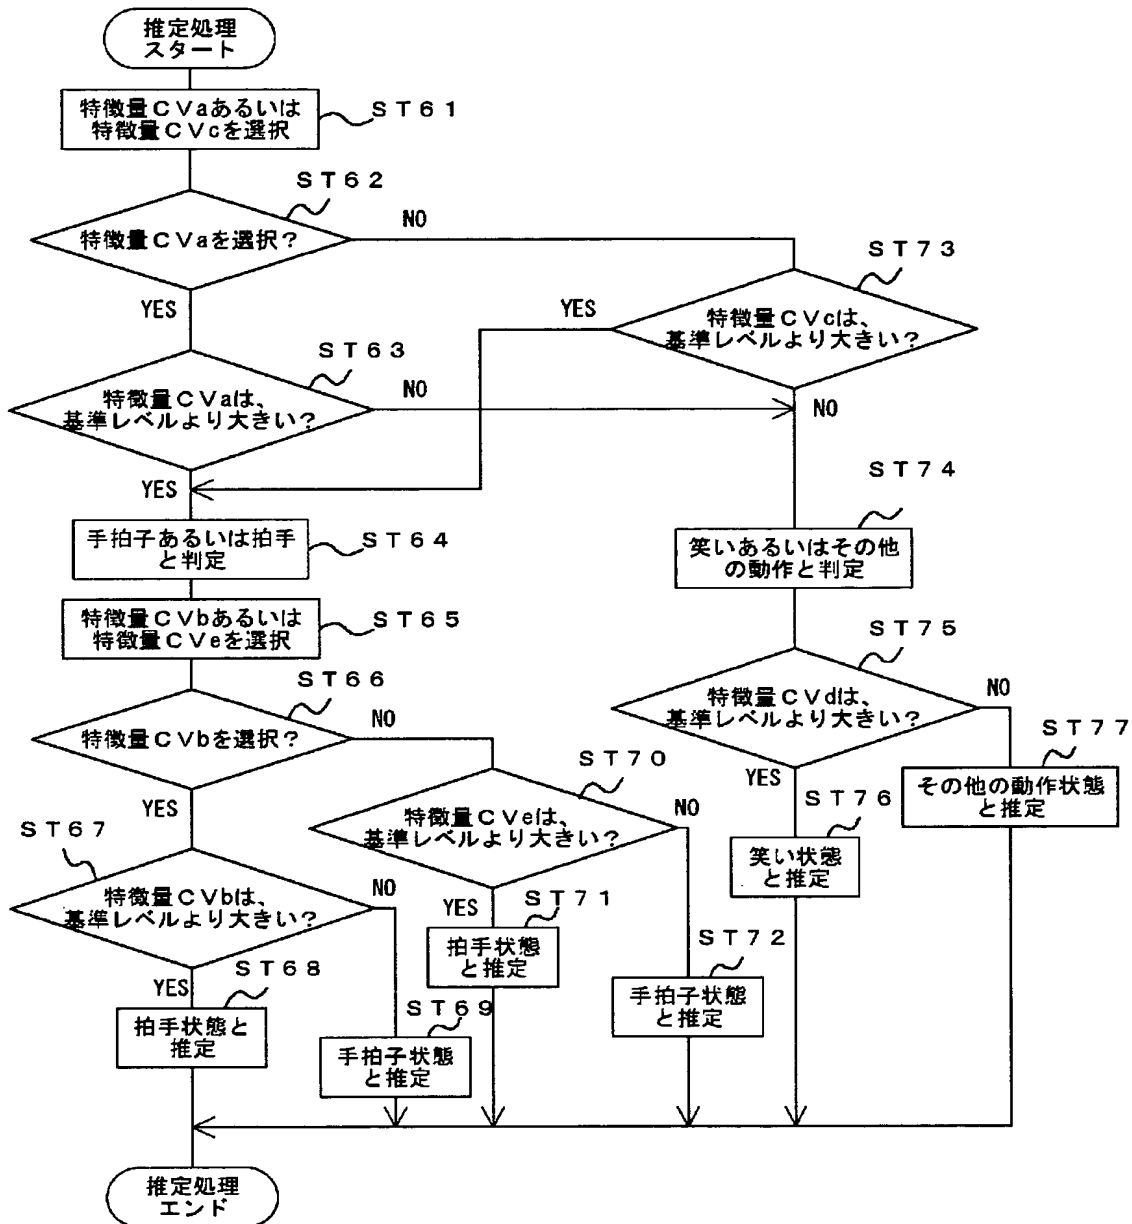 推定処理
スタート
特徴量CVaあるいは
特徴量CVcを選択
ST61
ST62
特徴量CVaを選択？
NO
YES
ST73
特徴量CVcは、
基準レベルより大きい？
YES
NO
ST63
特徴量CVaは、
基準レベルより大きい？
NO
YES
手拍子あるいは拍手
と判定
ST64
ST74
笑いあるいはその他
の動作と判定
特徴量CVbあるいは
特徴量CVeを選択
ST65
ST75
特徴量CVdは、
基準レベルより大きい？
NO
YES
ST66
特徴量CVbを選択？
NO
YES
ST77
その他の動作状態
と推定
ST70
特徴量CVeは、
基準レベルより大きい？
NO
YES
ST76
笑い状態
と推定
ST67
特徴量CVbは、
基準レベルより大きい？
NO
YES
ST71
拍手状態
と推定
ST72
手拍子状態
と推定
ST68
拍手状態と
推定
ST69
手拍子状態
と推定
推定処理
エンド